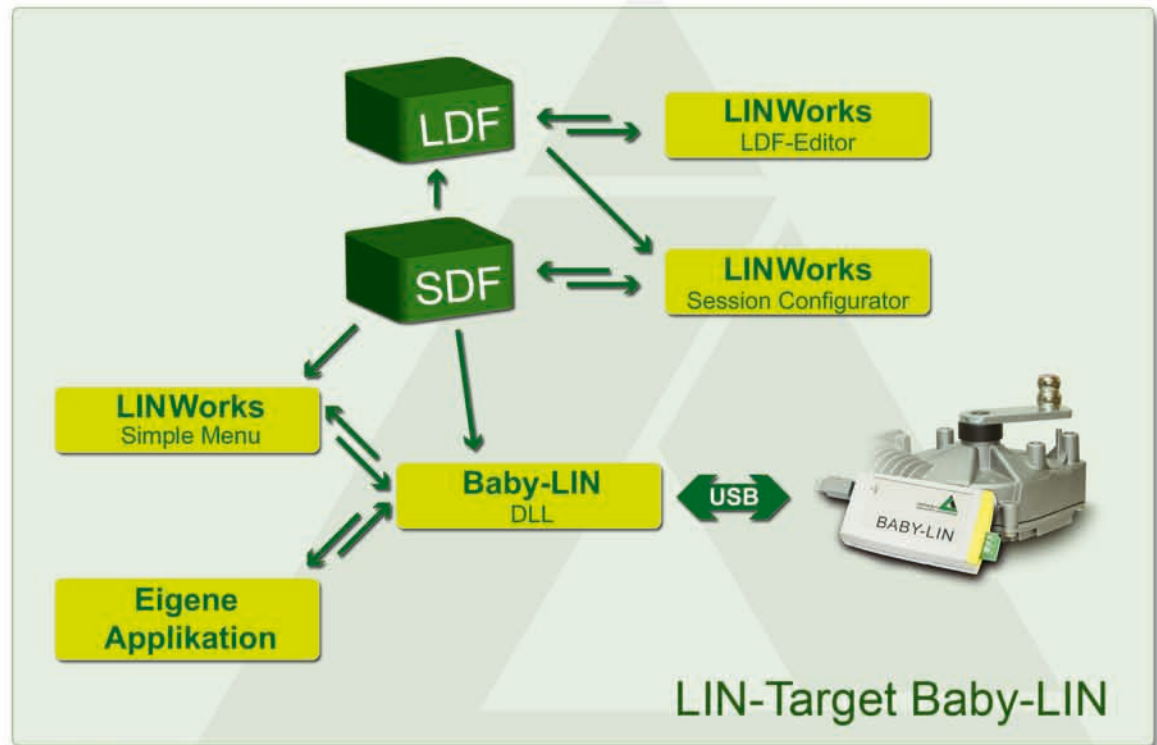 LDF
LINWorks
LDF-Editor
SDF
LINWorks
Session Configurator
LINWorks
Simple Menu
Baby-LIN
DLL
USB
BABY-LIN
Eigene
Applikation
LIN-Target Baby-LIN